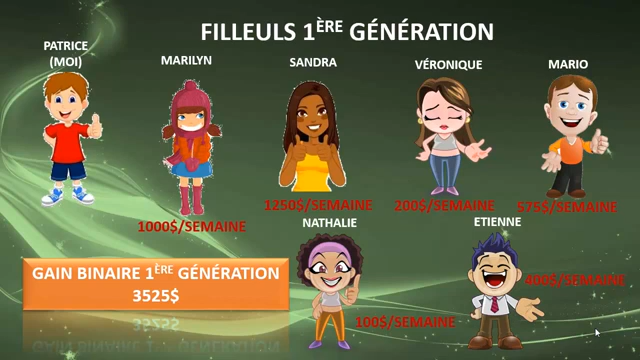 FILLEULS 1ÈRE GÉNÉRATION
PATRICE
(MOI)
MARILYN
SANDRA
VÉRONIQUE
MARIO
1000$/SEMAINE
1250$/SEMAINE
200$/SEMAINE
575$/SEMAINE
NATHALIE
ETIENNE
100$/SEMAINE
400$/SEMAINE
GAIN BINAIRE 1ÈRE GÉNÉRATION
3525$